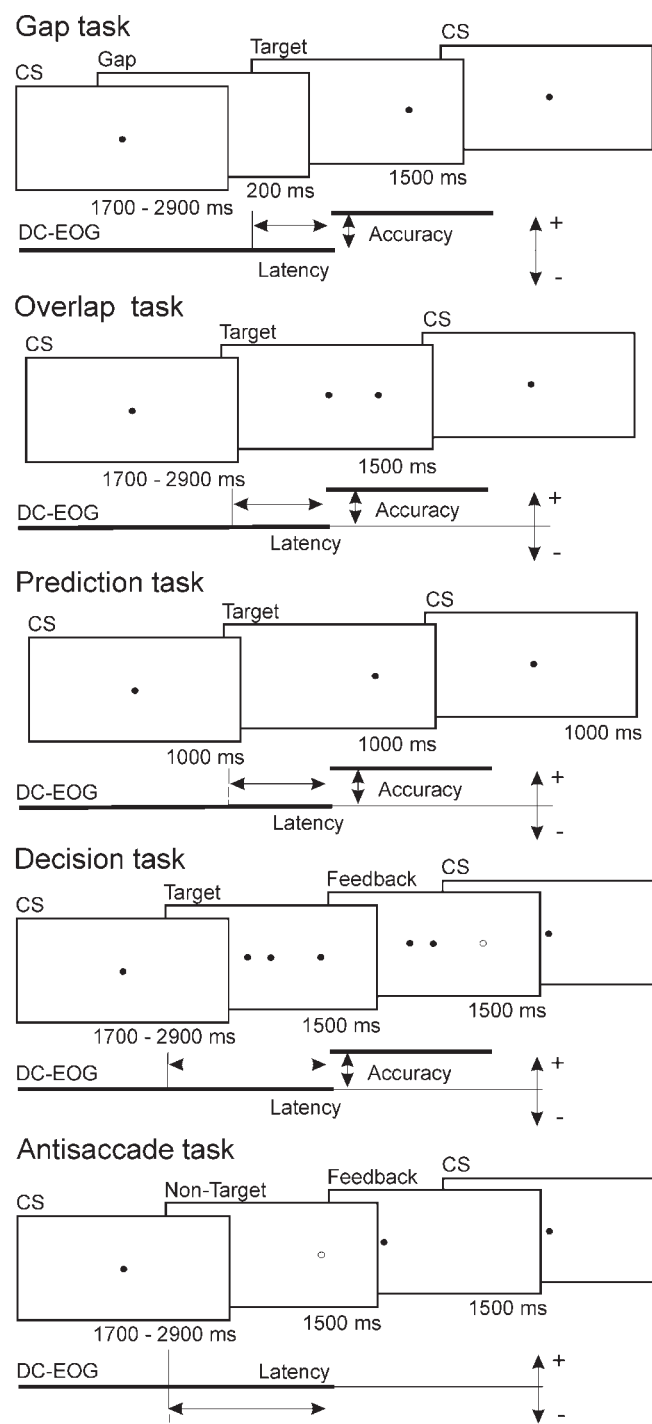 Gap task
CS
Gap
Target
CS
1700 - 2900 ms
200 ms
1500 ms
DC-EOG
Latency
Accuracy
+
-
Overlap task
CS
Target
CS
1700 - 2900 ms
1500 ms
DC-EOG
Latency
Accuracy
+
-
Prediction task
CS
Target
CS
1000 ms
1000 ms
1000 ms
DC-EOG
Latency
Accuracy
+
-
Decision task
CS
Target
Feedback
CS
1700 - 2900 ms
1500 ms
1500 ms
DC-EOG
Latency
Accuracy
+
-
Antisaccade task
CS
Non-Target
Feedback
CS
1700 - 2900 ms
1500 ms
1500 ms
DC-EOG
Latency
+
-